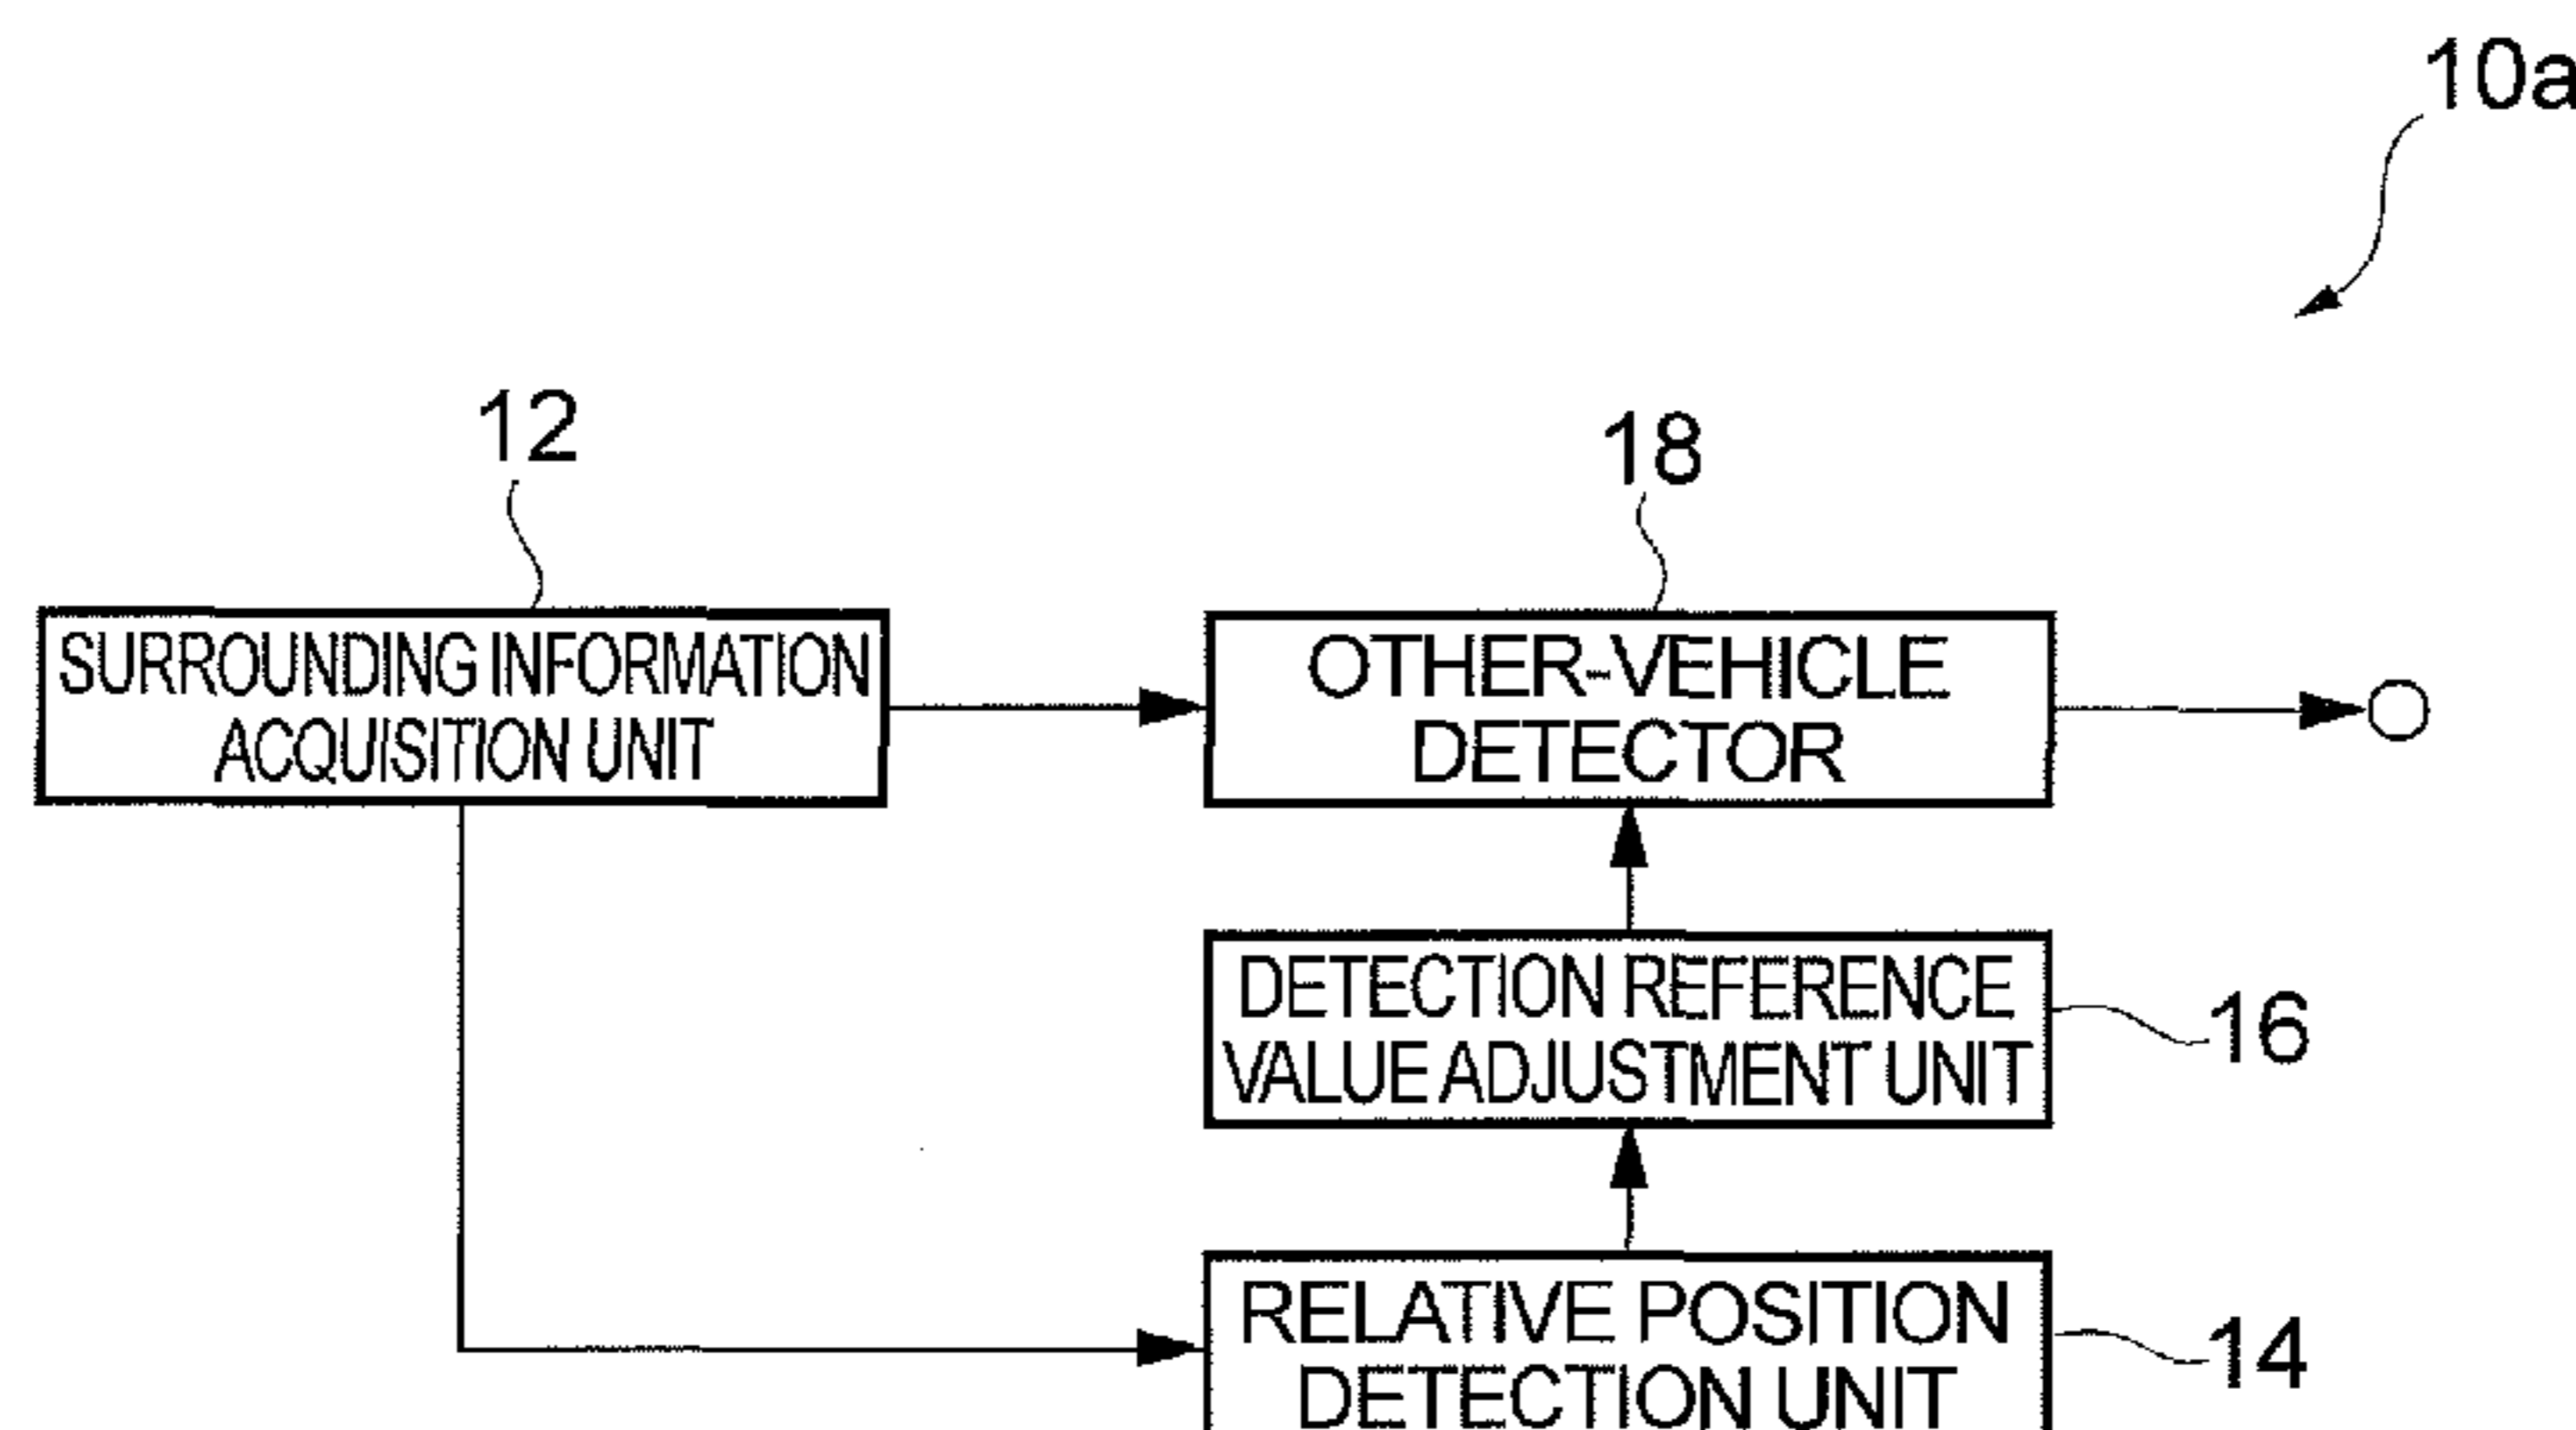 10a
12
18
SURROUNDING INFORMATION
ACQUISITION UNIT
OTHER-VEHICLE
DETECTOR
DETECTION REFERENCE
VALUE ADJUSTMENT UNIT
16
RELATIVE POSITION
DETECTION UNIT
14